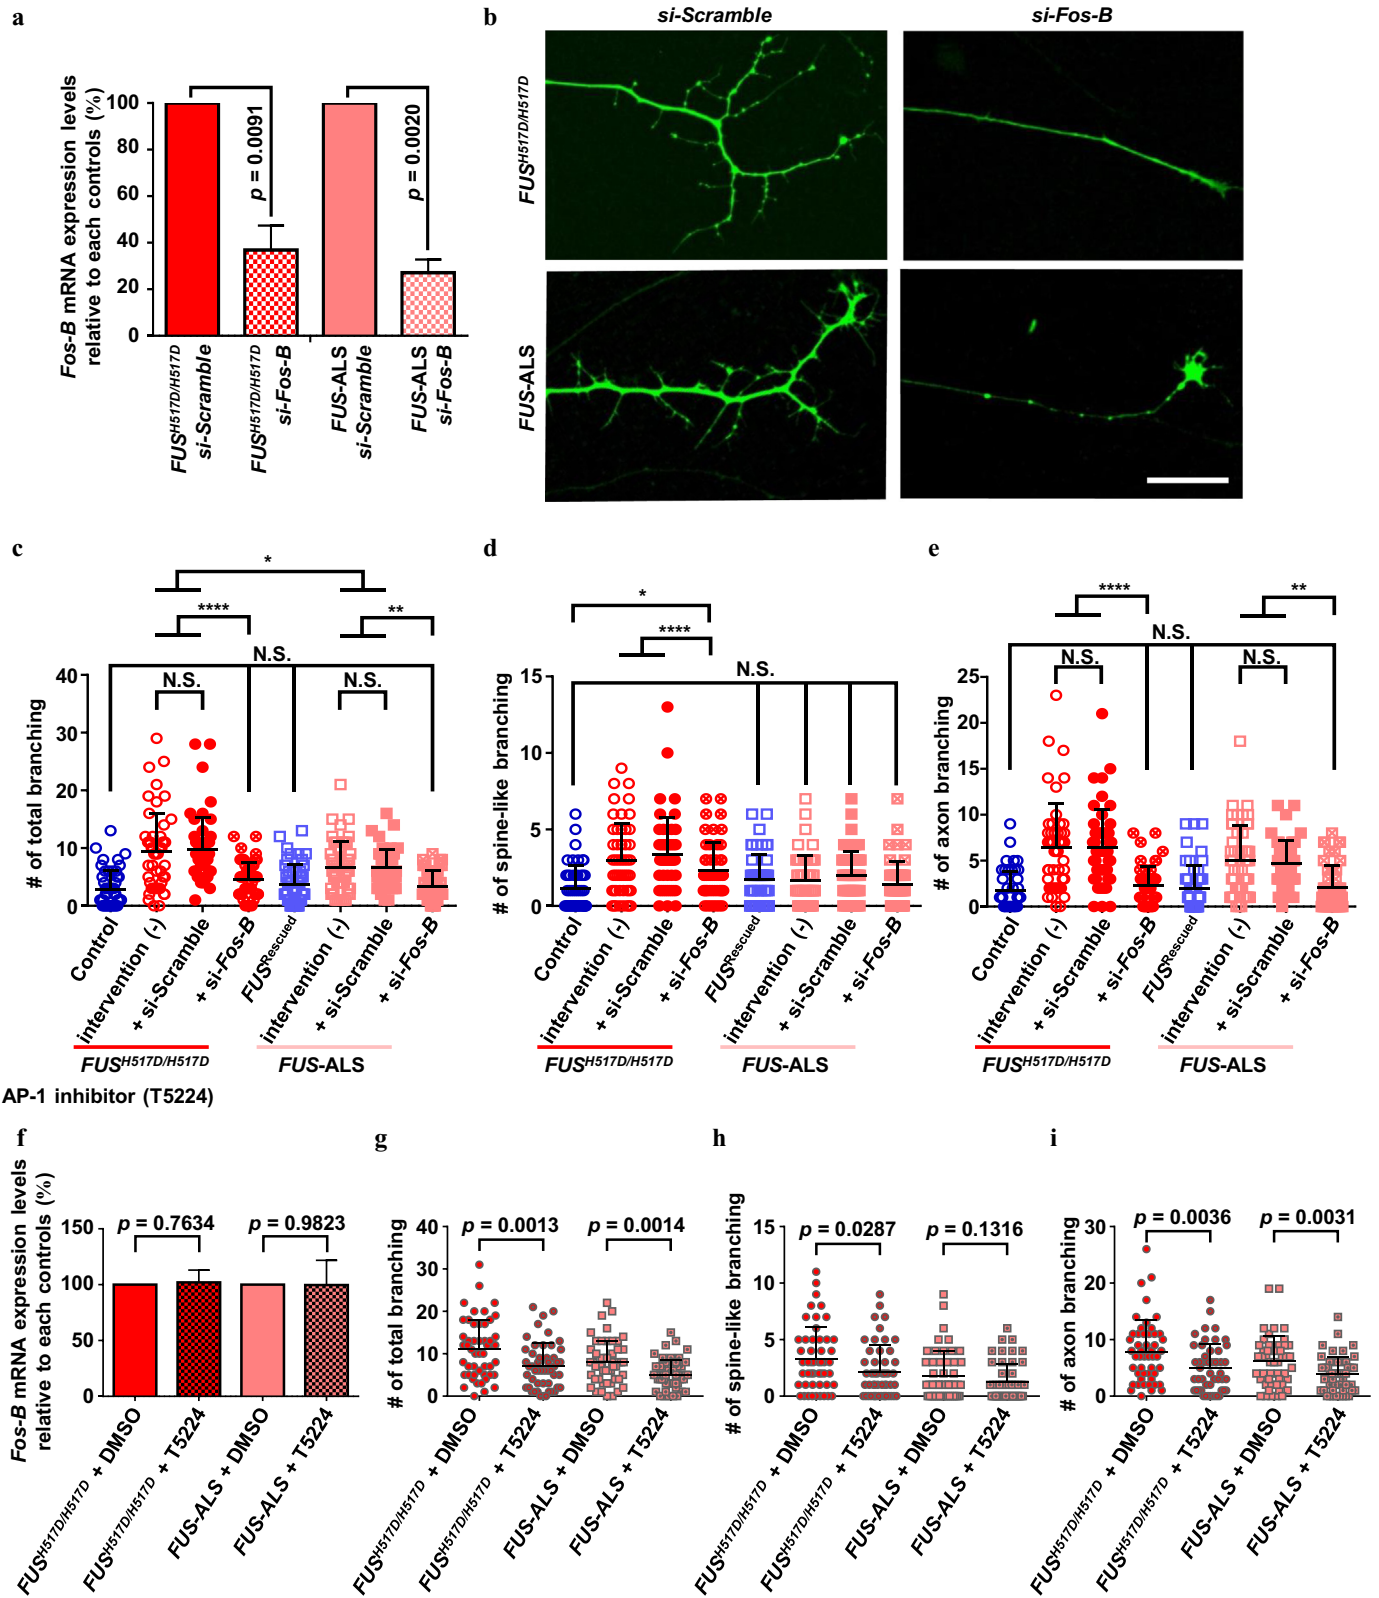 a
Fos-B mRNA expression levels
relative to each controls (%)
100
80
60
40
20
0
p = 0.0091
p = 0.0020
FUSH517D/H517D
si-Scramble
FUSH517D/H517D
si-Fos-B
FUS-ALS
si-Scramble
FUS-ALS
si-Fos-B
b
si-Scramble
si-Fos-B
FUSH517D/H517D
FUS-ALS
c
# of total branching
40
30
20
10
0
*
****
**
N.S.
N.S.
N.S.
Control
intervention (-)
+ si-Scramble
+ si-Fos-B
FUSRescued
intervention (-)
+ si-Scramble
+ si-Fos-B
FUSH517D/H517D
FUS-ALS
d
# of spine-like branching
15
10
5
0
*
****
N.S.
Control
intervention (-)
+ si-Scramble
+ si-Fos-B
FUSRescued
intervention (-)
+ si-Scramble
+ si-Fos-B
FUSH517D/H517D
FUS-ALS
e
# of axon branching
25
20
15
10
5
0
****
**
N.S.
N.S.
N.S.
Control
intervention (-)
+ si-Scramble
+ si-Fos-B
FUSRescued
intervention (-)
+ si-Scramble
+ si-Fos-B
FUSH517D/H517D
FUS-ALS
AP-1 inhibitor (T5224)
f
Fos-B mRNA expression levels
relative to each controls (%)
150
100
50
0
p = 0.7634
p = 0.9823
FUSH517D/H517D + DMSO
FUSH517D/H517D + T5224
FUS-ALS + DMSO
FUS-ALS + T5224
g
# of total branching
40
30
20
10
0
p = 0.0013
p = 0.0014
FUSH517D/H517D + DMSO
FUSH517D/H517D + T5224
FUS-ALS + DMSO
FUS-ALS + T5224
h
# of spine-like branching
15
10
5
0
p = 0.0287
p = 0.1316
FUSH517D/H517D + DMSO
FUSH517D/H517D + T5224
FUS-ALS + DMSO
FUS-ALS + T5224
i
# of axon branching
30
20
10
0
p = 0.0036
p = 0.0031
FUSH517D/H517D + DMSO
FUSH517D/H517D + T5224
FUS-ALS + DMSO
FUS-ALS + T5224